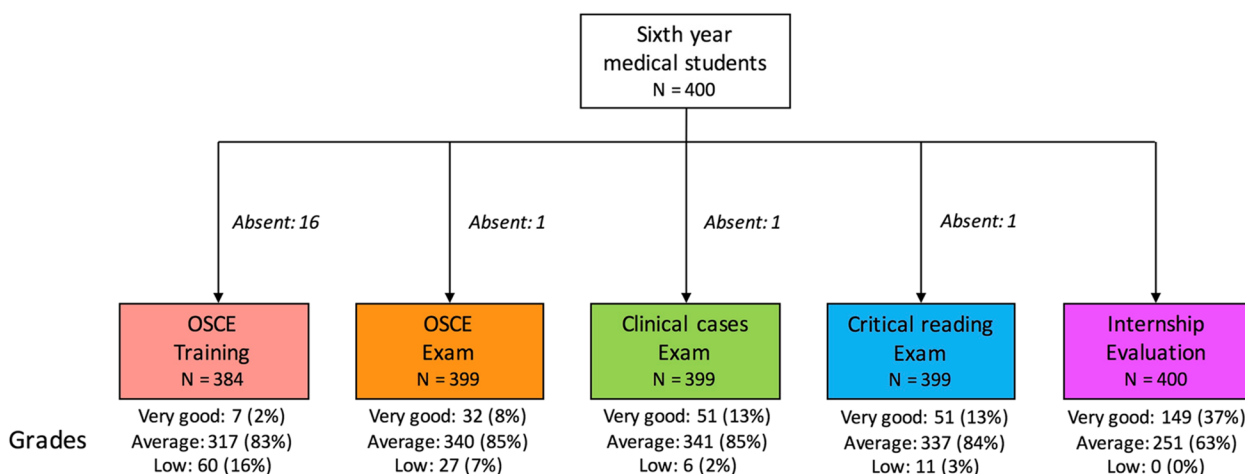 Sixth year
medical students
N = 400
Absent: 16
Absent: 1
Absent: 1
Absent: 1
OSCE
Training
N = 384
OSCE
Exam
N = 399
Clinical cases
Exam
N = 399
Critical reading
Exam
N = 399
Internship
Evaluation
N = 400
Grades
Very good: 7 (2%)
Average: 317 (83%)
Low: 60 (16%)
Very good: 32 (8%)
Average: 340 (85%)
Low: 27 (7%)
Very good: 51 (13%)
Average: 341 (85%)
Low: 6 (2%)
Very good: 51 (13%)
Average: 337 (84%)
Low: 11 (3%)
Very good: 149 (37%)
Average: 251 (63%)
Low: 0 (0%)